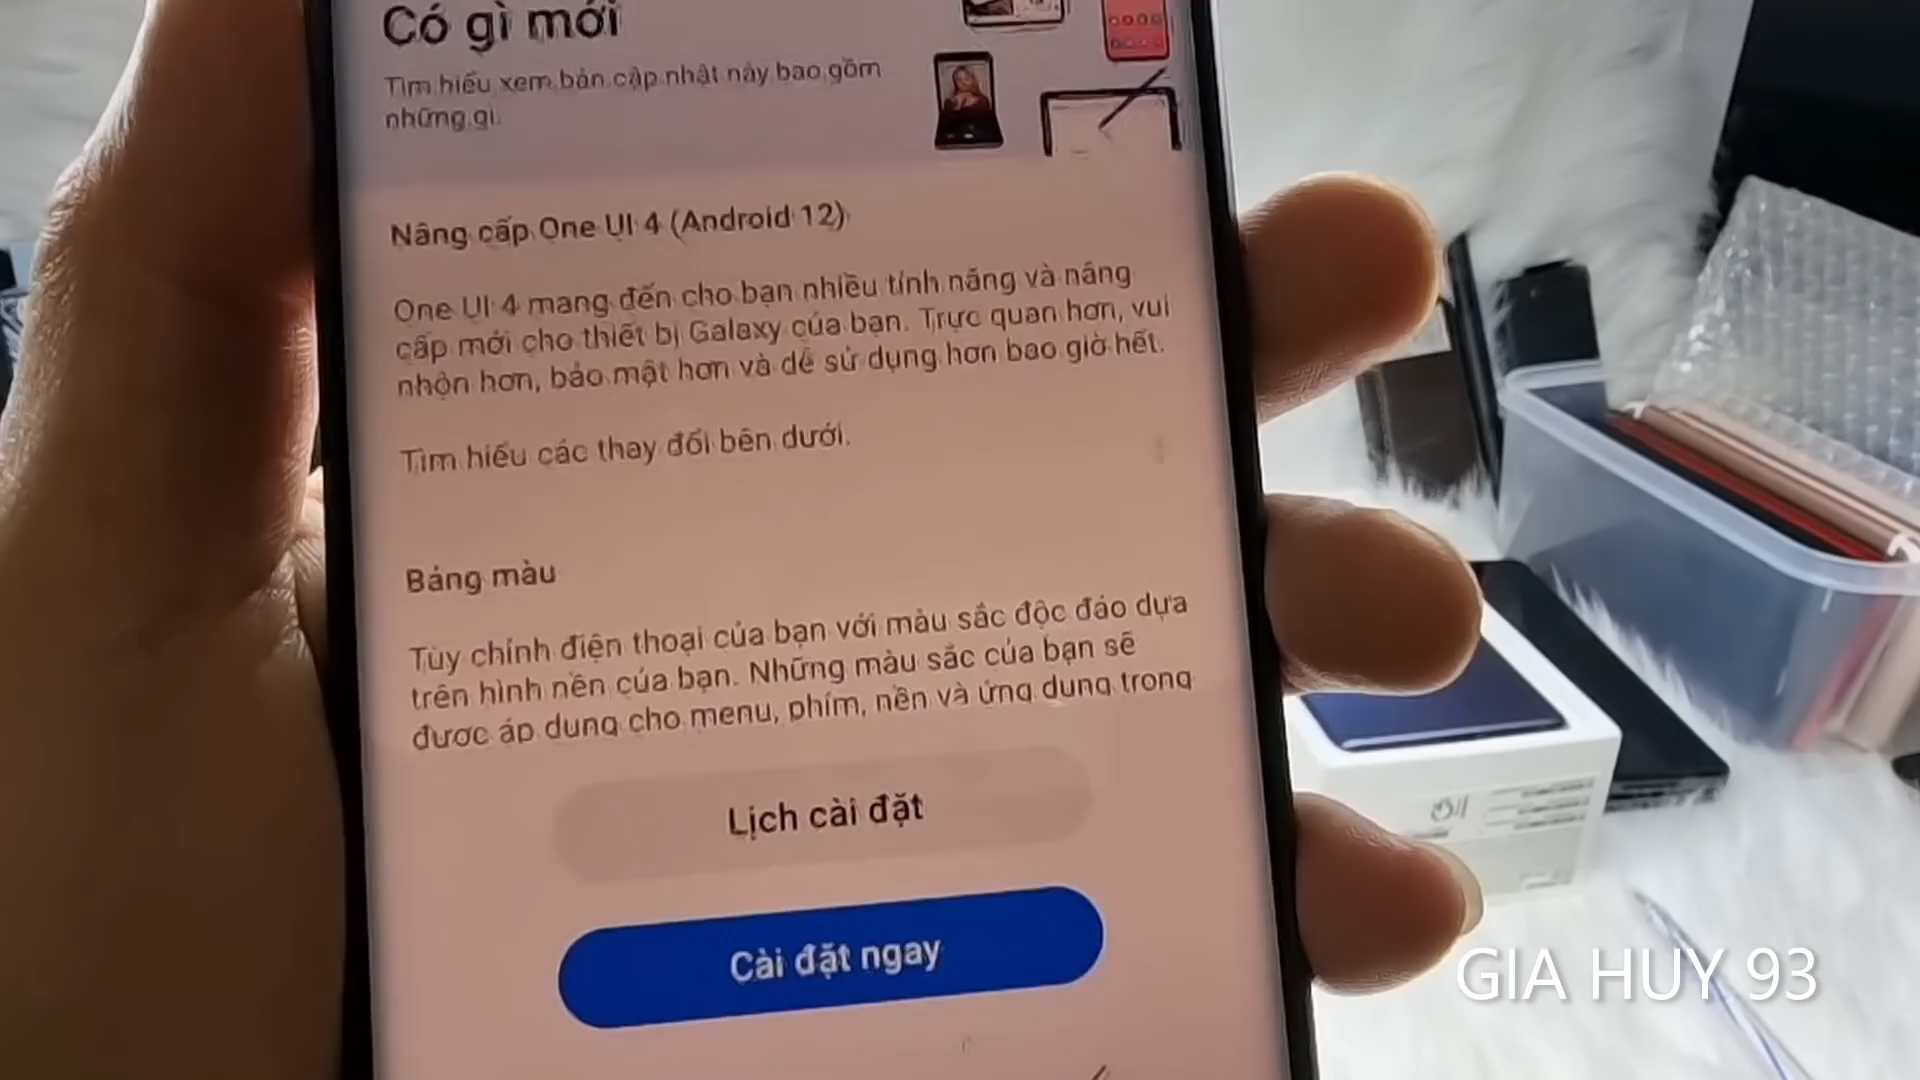 Có gì mới
Tìm hiểu xem bản cập nhật này bao gồm
những gì.
Nâng cấp One UI 4 (Android 12)
One UI 4 mang đến cho bạn nhiều tính năng và nâng
cấp mới cho thiết bị Galaxy của bạn. Trực quan hơn, vui
nhộn hơn, bảo mật hơn và dễ sử dụng hơn bao giờ hết.
Tìm hiểu các thay đổi bên dưới.
Bảng màu
Tùy chỉnh điện thoại của bạn với màu sắc độc đáo dựa
trên hình nền của bạn. Những màu sắc của bạn sẽ
được áp dụng cho menu, phím, nền và ứng dụng trong
Lịch cài đặt
Cài đặt ngay
GIA HUY 93